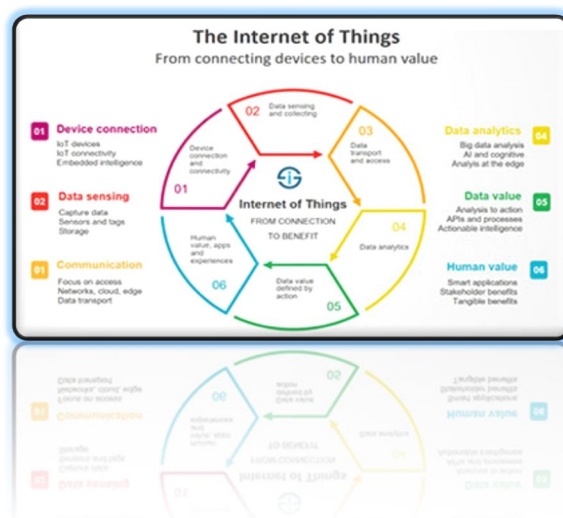 The Internet of Things
From connecting devices to human value
01 Device connection
IoT devices
IoT connectivity
Embedded intelligence
02 Data sensing
Capture data
Sensors and tags
Storage
01 Communication
Focus on access
Networks, cloud, edge
Data transport
02
Data sensing
and collecting
03
Data
transport
and access
Device
connection
and
connectivity
01
Internet of Things
FROM CONNECTION
TO BENEFIT
04
Data analytics
Human
value, apps
and
experiences
06
Data value
defined by
action
05
Data analytics 04
Big data analysis
AI and cognitive
Analysis at the edge
Data value 05
Analysis to action
APIs and processes
Actionable intelligence
Human value 06
Smart applications
Stakeholder benefits
Tangible benefits